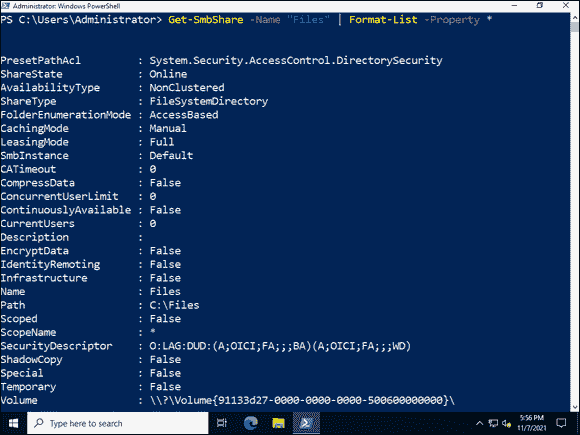 Administrator: Windows PowerShell
PS C:\Users\Administrator> Get-SmbShare -Name "Files" | Format-List -Property *
PresetPathAcl : System.Security.AccessControl.DirectorySecurity
ShareState : Online
AvailabilityType : NonClustered
ShareType : FileSystemDirectory
FolderEnumerationMode : AccessBased
CachingMode : Manual
LeasingMode : Full
SmbInstance : Default
CATimeout : 0
CompressData : False
ConcurrentUserLimit : 0
ContinuouslyAvailable : False
CurrentUsers : 0
Description :
EncryptData : False
IdentityRemoting : False
Infrastructure : False
Name : Files
Path : C:\Files
Scoped : False
ScopeName : *
SecurityDescriptor : O:LAG:DUD:(A;OICI;FA;;;BA)(A;OICI;FA;;;WD)
ShadowCopy : False
Special : False
Temporary : False
Volume : \\?\Volume{91133d27-0000-0000-0000-500600000000}\
Type here to search
5:56 PM
11/7/2021